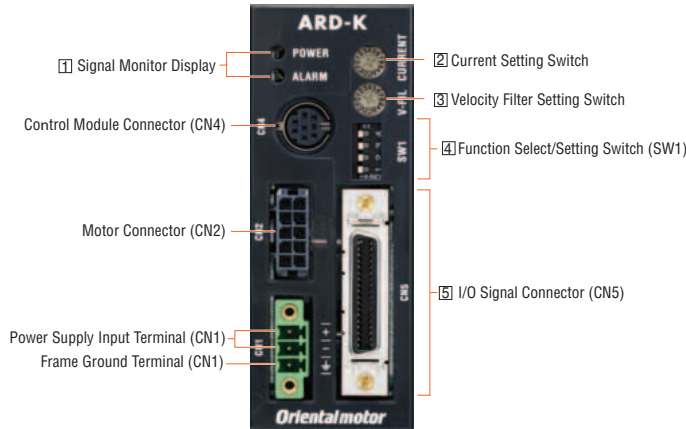 ARD-K
POWER
ALARM
CURRENT
V-FIL
SW1
CN4
CN2
CN5
CN1
+
-
Orientalmotor
1 Signal Monitor Display
Control Module Connector (CN4)
Motor Connector (CN2)
Power Supply Input Terminal (CN1)
Frame Ground Terminal (CN1)
2 Current Setting Switch
3 Velocity Filter Setting Switch
4 Function Select/Setting Switch (SW1)
5 I/O Signal Connector (CN5)